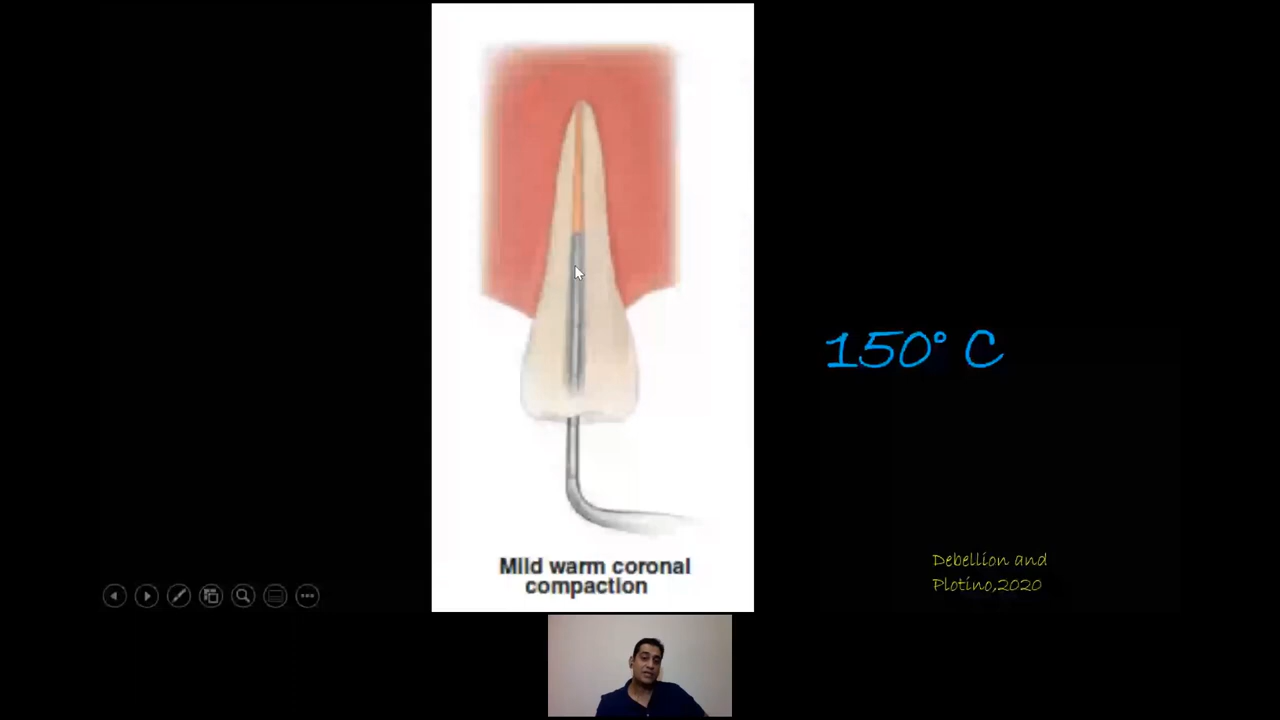 150° C
Mild warm coronal
compaction
Debellion and
Plotino,2020